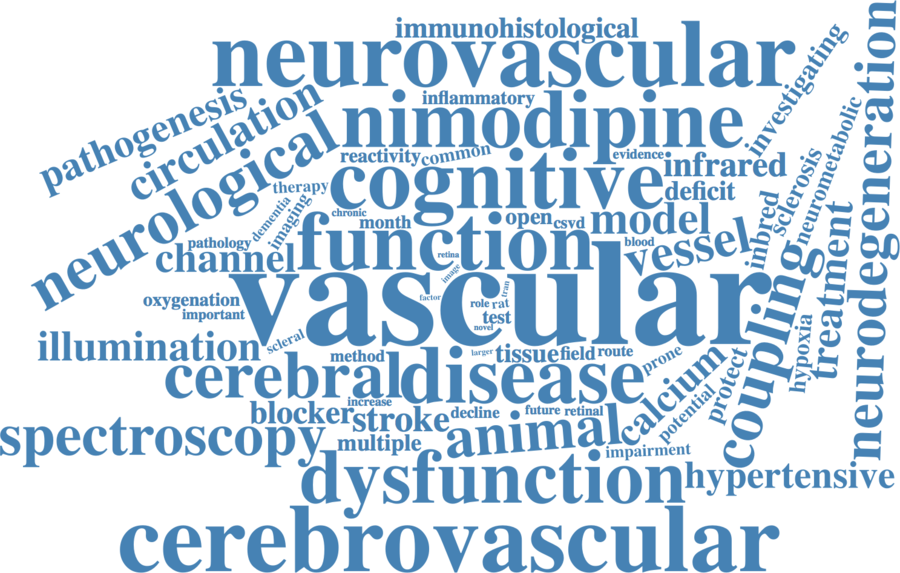 immunohistological
neurovascular
investigating
neurodegeneration
pathogenesis
circulation
inflammatory
nimodipine
neurological
reactivity
common
evidence
infrared
sclerosis
neurometabolic
therapy
cognitive
deficit
inbred
dementia
imaging
chronic
month
open
csvd
model
pathology
channel
function
blood
vessel
retina
image
vascular
coupling
treatment
hypoxia
oxygenation
important
factor
role
rat
tran
test
novel
illumination
scleral
method
larger
tissue
field
route
prone
cerebral
disease
calcium
protect
potential
increase
blocker
stroke
decline
future
retinal
spectroscopy
multiple
animal
impairment
dysfunction
hypertensive
cerebrovascular